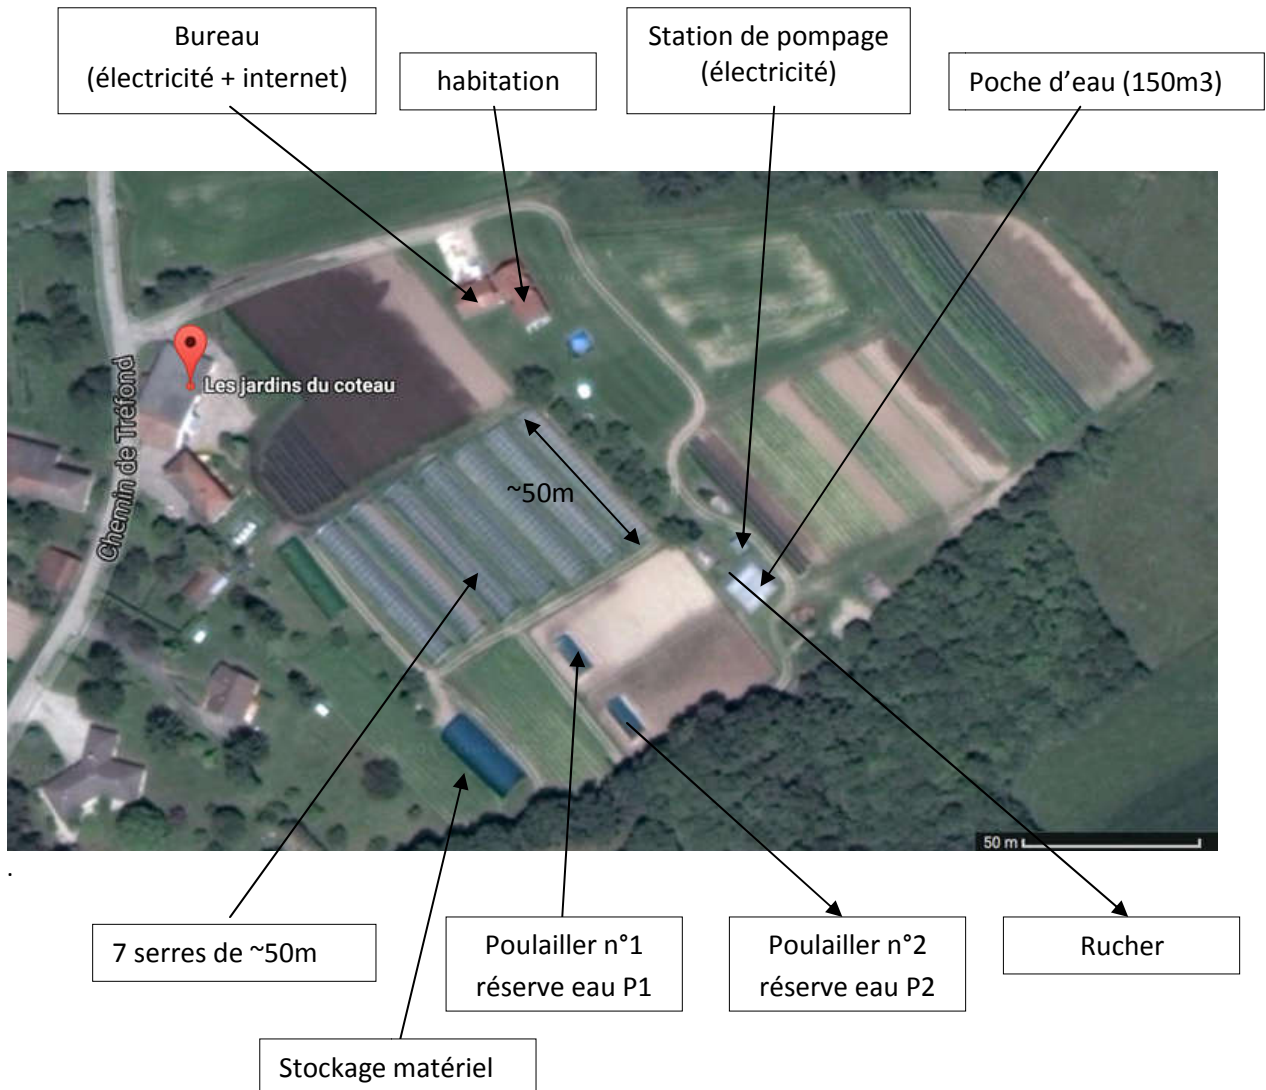 Bureau
(électricité + internet)
habitation
Station de pompage
(électricité)
Poche d’eau (150m3)
Les jardins du coteau
Chemin de Tréfond
~50m
50 m
.
7 serres de ~50m
Poulailler n°1
réserve eau P1
Poulailler n°2
réserve eau P2
Rucher
Stockage matériel